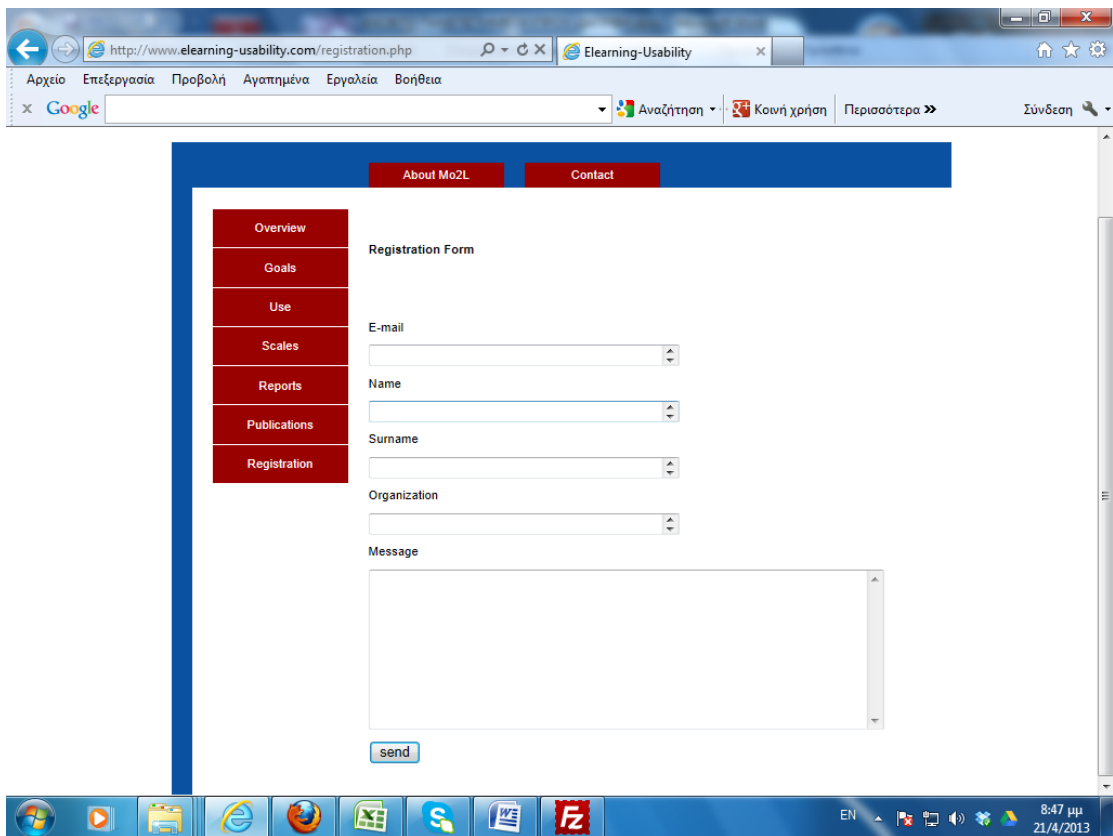 http://www.elearning-usability.com/registration.php
Elearning-Usability
Αρχείο Επεξεργασία Προβολή Αγαπημένα Εργαλεία Βοήθεια
x Google Αναζήτηση Κοινή χρήση Περισσότερα » Σύνδεση
About Mo2L Contact
Overview
Goals
Use
Scales
Reports
Publications
Registration
Registration Form
E-mail
Name
Surname
Organization
Message
send
EN
8:47 μμ
21/4/2013